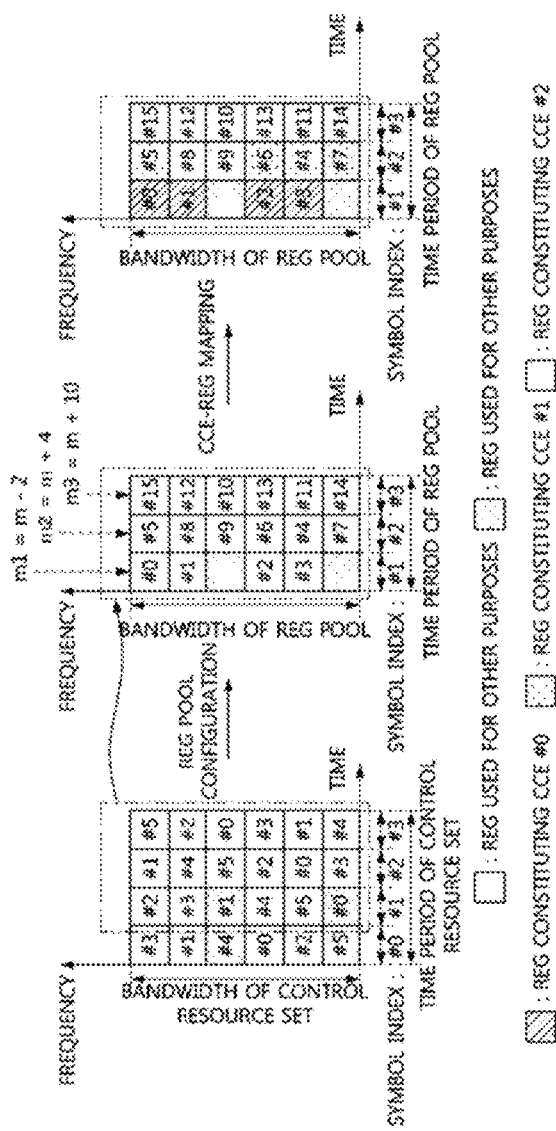 m1 = m - 2
m2 = m + 4
m3 = m + 10
FREQUENCY
BANDWIDTH OF CONTROL
RESOURCE SET
#3 #2 #1 #5
#1 #3 #4 #2
#4 #1 #5 #0
#0 #4 #2 #3
#2 #5 #0 #1
#5 #0 #3 #4
TIME
SYMBOL INDEX : #0 #1 #2 #3
TIME PERIOD OF CONTROL
RESOURCE SET
REG POOL
CONFIGURATION
FREQUENCY
BANDWIDTH OF REG POOL
#0 #5 #15
#1 #8 #12
#9 #10
#2 #6 #13
#3 #4 #11
#7 #14
TIME
SYMBOL INDEX : #1 #2 #3
TIME PERIOD OF REG POOL
CCE-REG MAPPING
FREQUENCY
BANDWIDTH OF REG POOL
#0 #5 #15
#1 #8 #12
#9 #10
#2 #6 #13
#3 #4 #11
#7 #14
TIME
SYMBOL INDEX : #1 #2 #3
TIME PERIOD OF REG POOL
: REG USED FOR OTHER PURPOSES
: REG USED FOR OTHER PURPOSES
: REG CONSTITUTING CCE #0
: REG CONSTITUTING CCE #1
: REG CONSTITUTING CCE #2